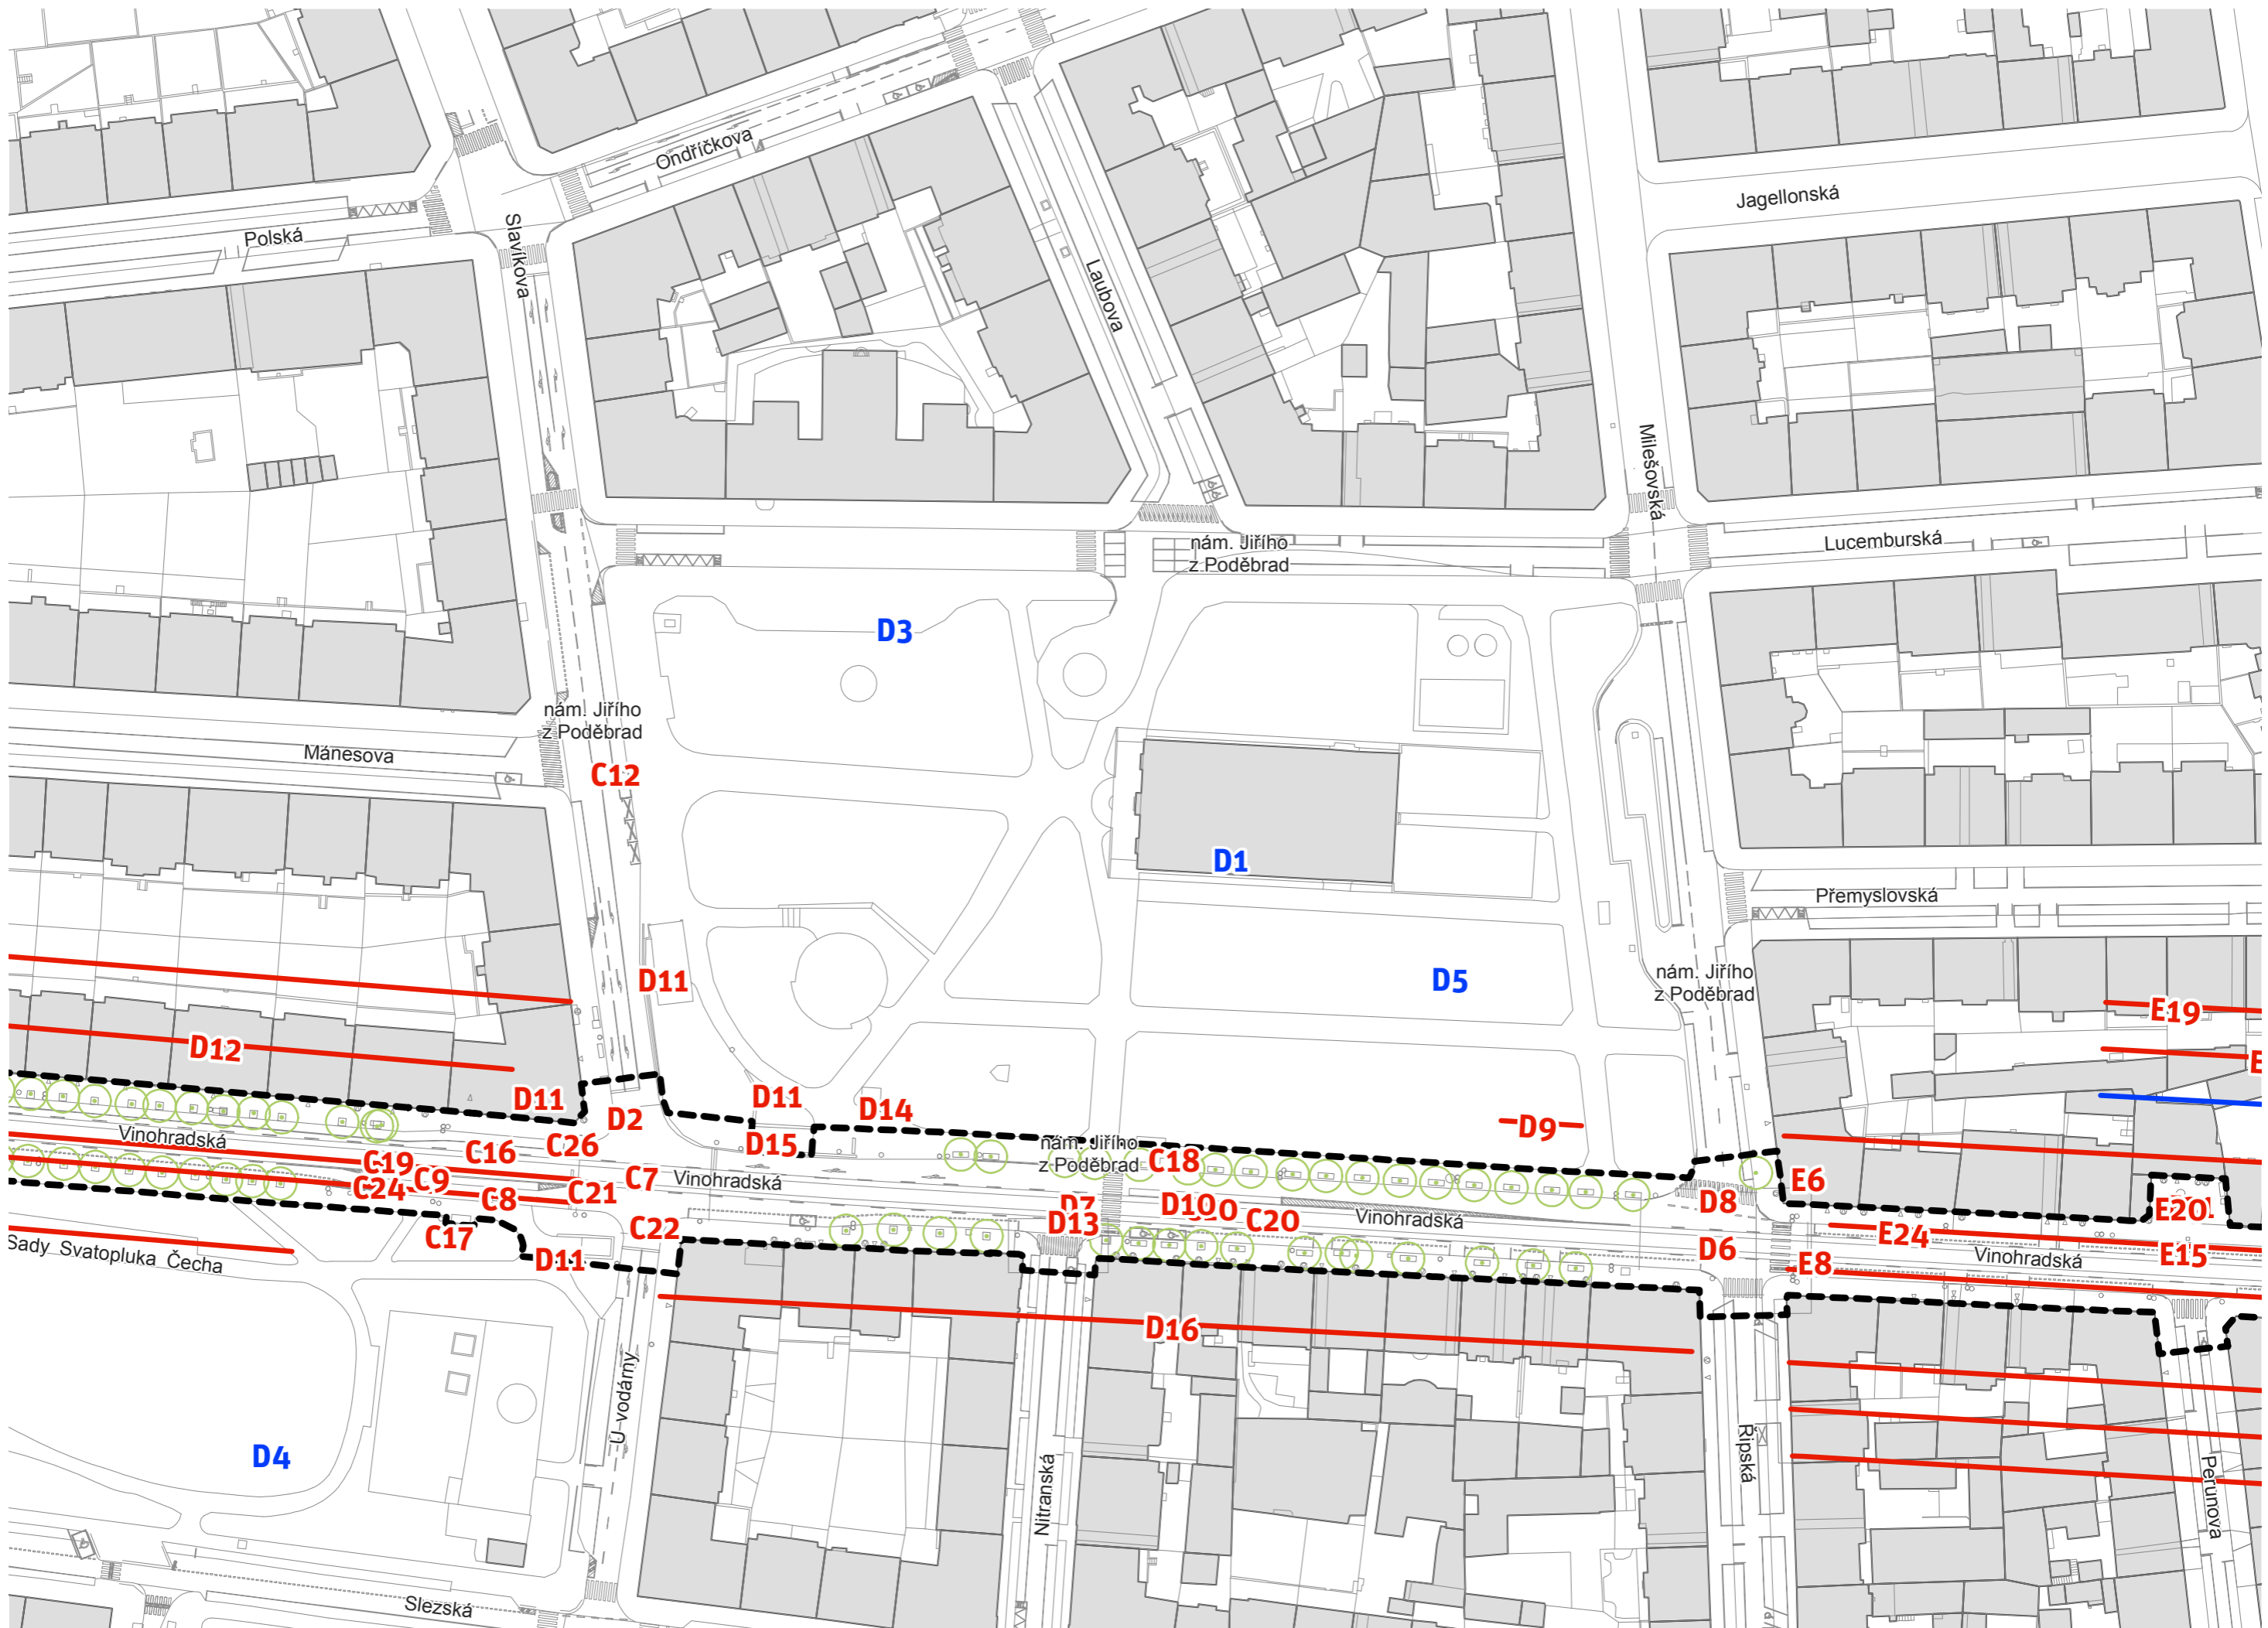 Ondříčkova
Jagellonská
Polská
Slavíkova
Laubova
Milešovská
nám. Jiřího
z Poděbrad
Lucemburská
D3
nám. Jiřího
z Poděbrad
Mánesova
C12
D1
Přemyslovská
D11
D5
nám. Jiřího
z Poděbrad
E19
D12
E
D11
D11
D14
D2
D9
Vinohradská
C16
C26
D15
nám. Jiřího
z Poděbrad
C18
C19
C9
C24
C8
C21
C7
Vinohradská
E6
D8
D7
D10
C20
D13
Vinohradská
E20
C17
C22
E24
Sady Svatopluka Čecha
D11
D6
E8
Vinohradská
E15
D16
U vodárny
D4
Nitranská
Řipská
Perunova
Slezská